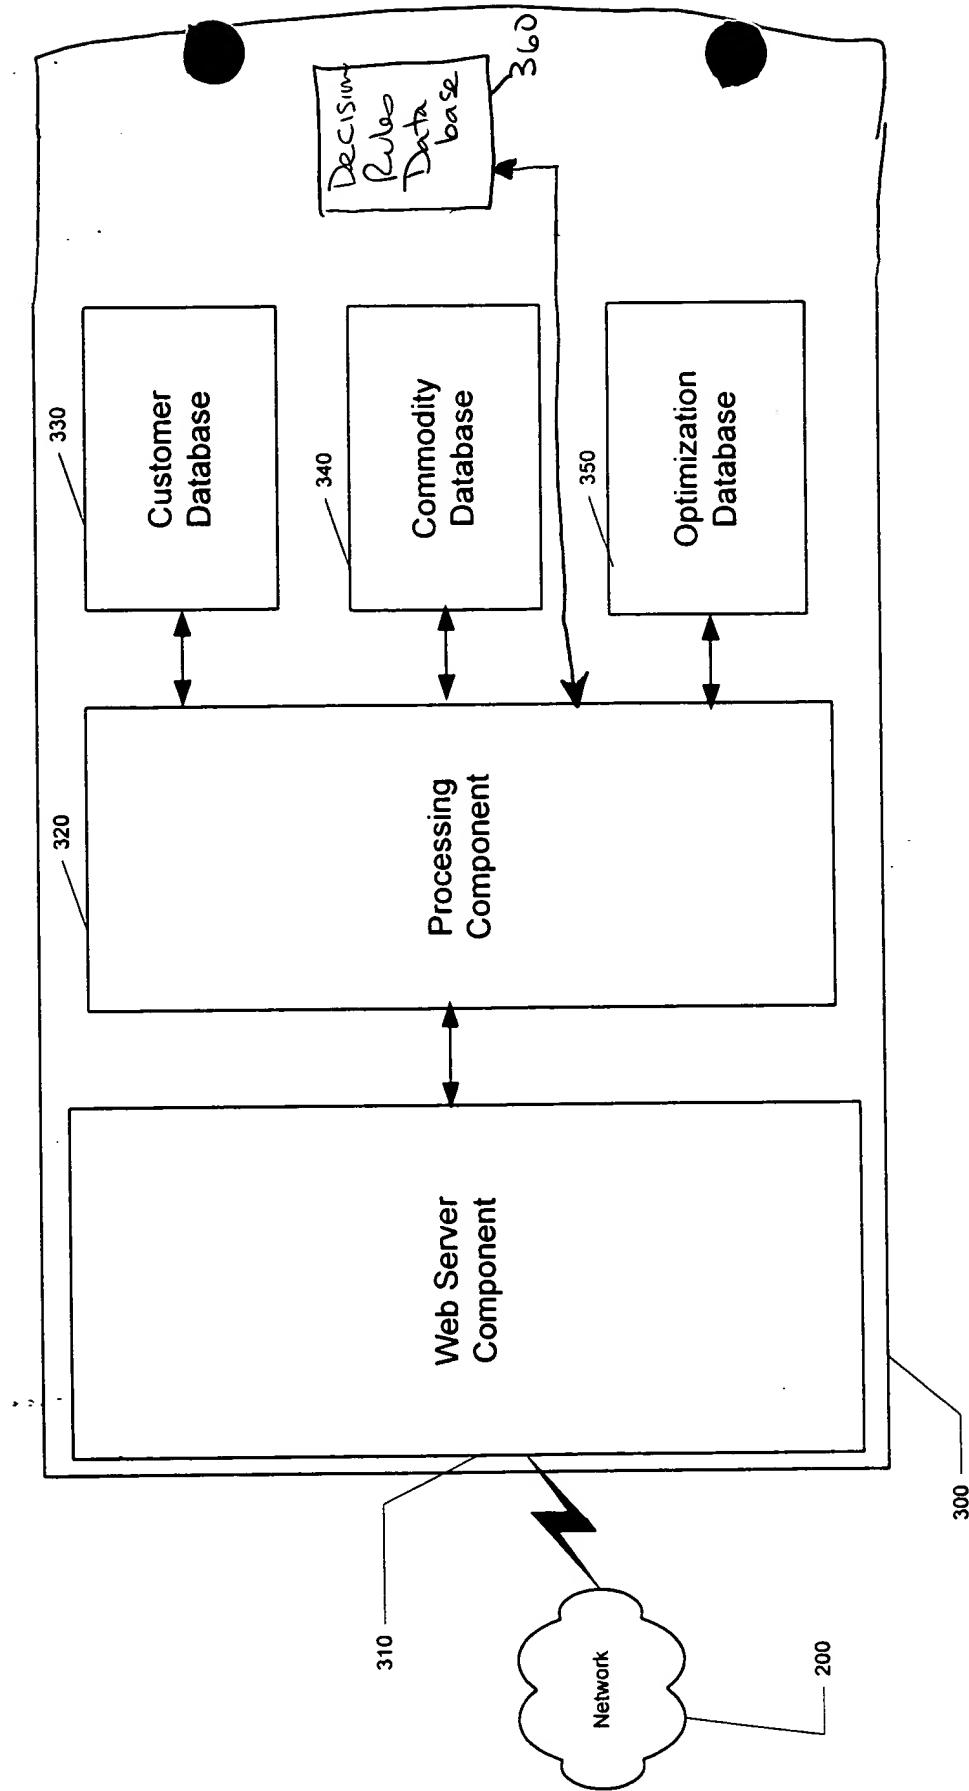 Network
200
310
300
Web Server
Component
320
Processing
Component
330
Customer
Database
340
Commodity
Database
350
Optimization
Database
Decision
Rules
Data
base
360